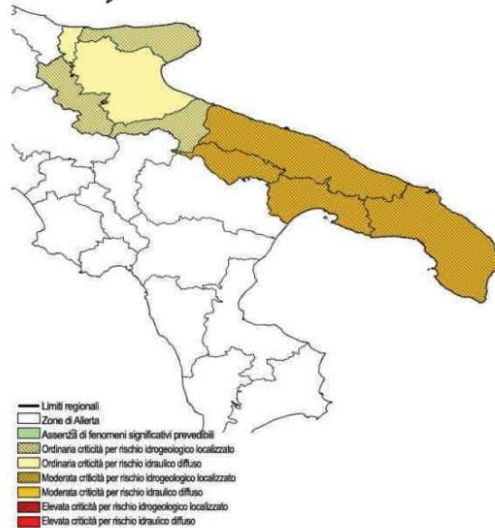 Limiti regionali
Zone di Allerta
Assenza di fenomeni significativi prevedibili
Ordinaria criticità per rischio idrogeologico localizzato
Ordinaria criticità per rischio idraulico diffuso
Moderata criticità per rischio idrogeologico localizzato
Moderata criticità per rischio idraulico diffuso
Elevata criticità per rischio idrogeologico localizzato
Elevata criticità per rischio idraulico diffuso